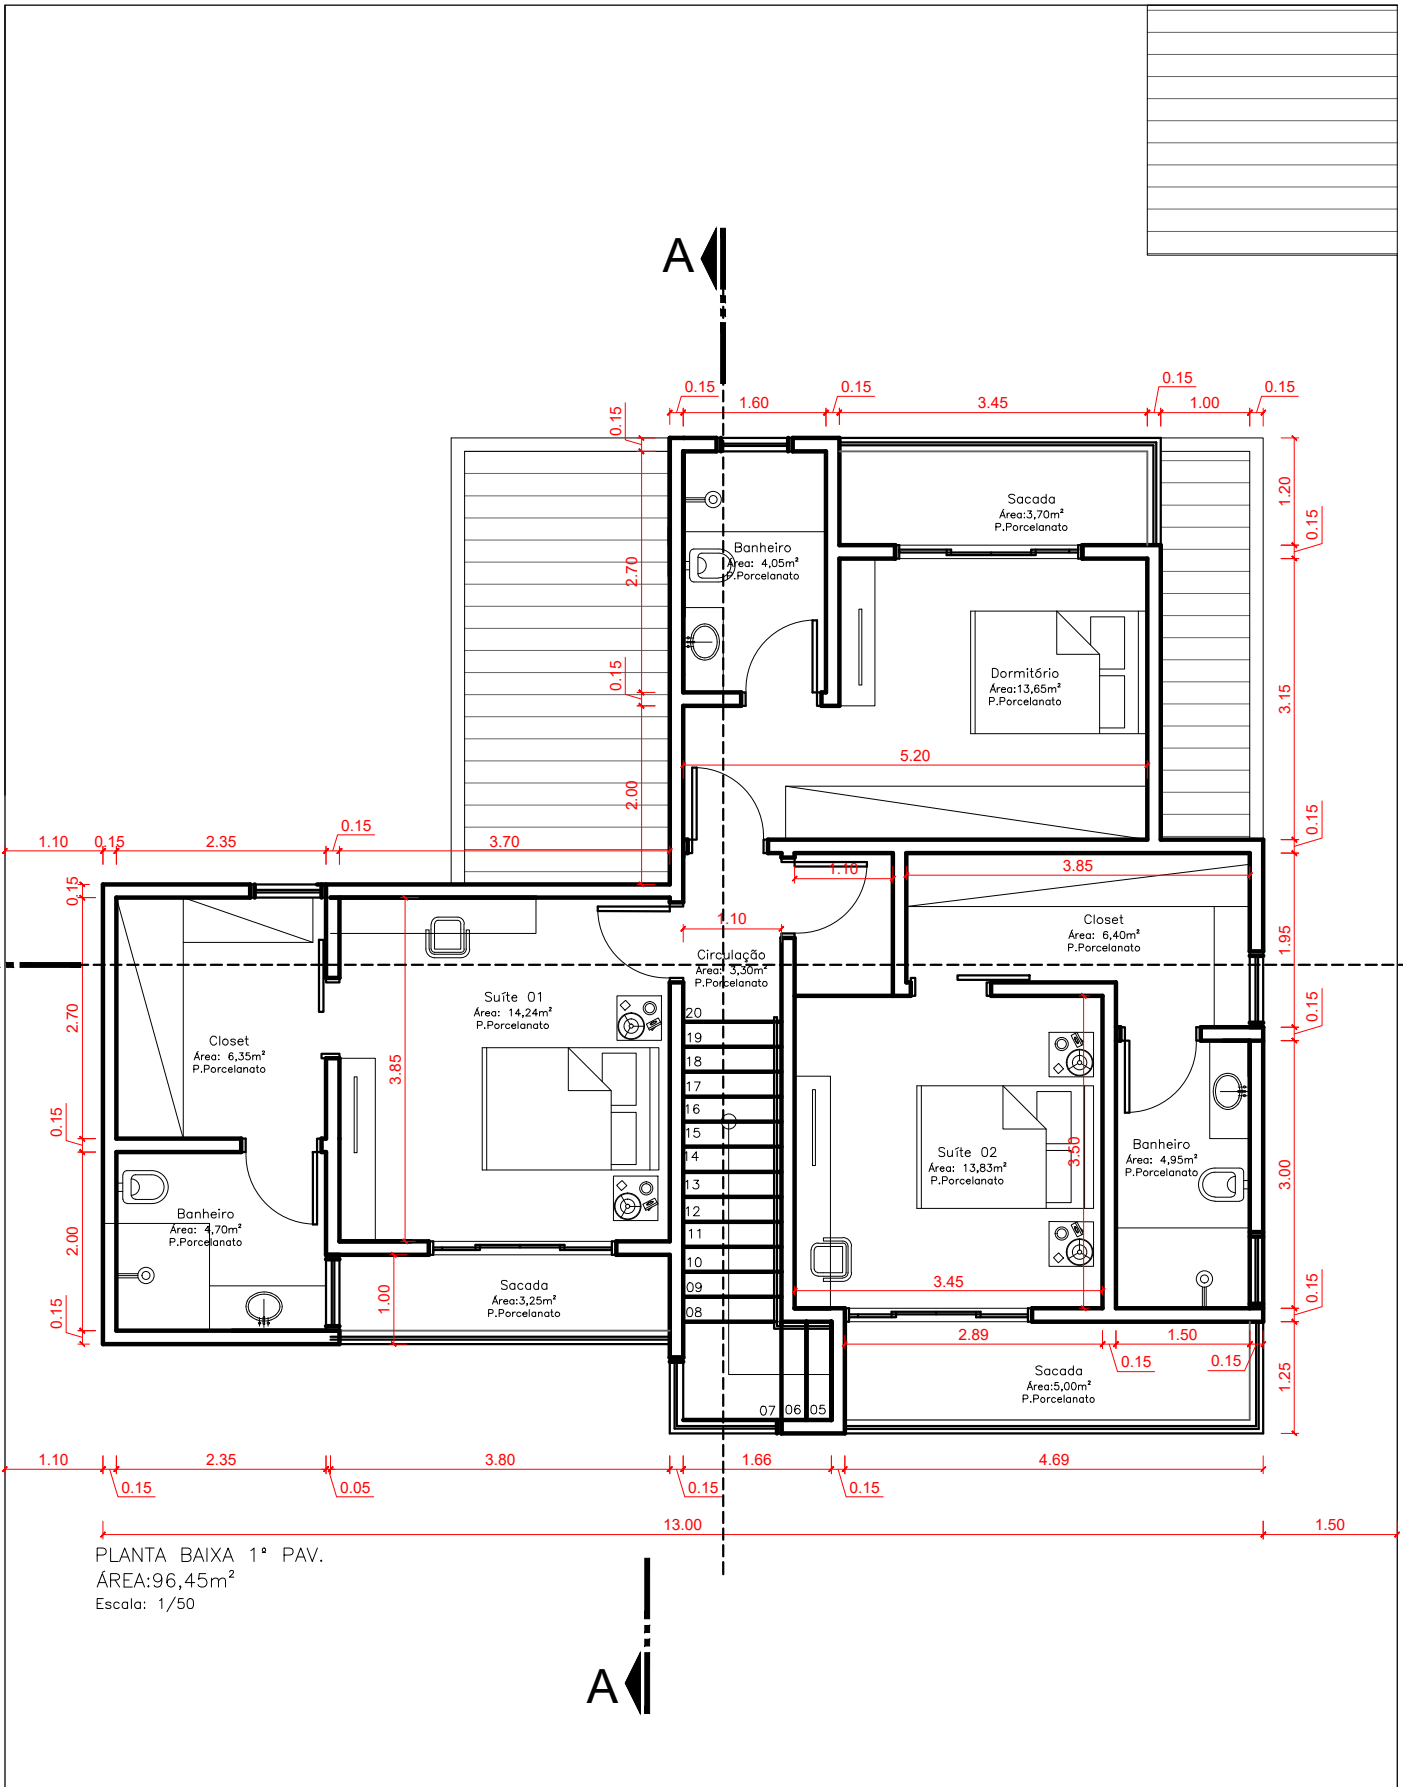 A
0.15
0.15
0.15
0.15
1.60
3.45
1.00
0.15
1.20
0.15
Sacada
Área:3,70m²
P.Porcelanato
Banheiro
Área: 4,05m²
P.Porcelanato
2.70
0.15
Dormitório
Área:13,65m²
P.Porcelanato
3.15
5.20
2.00
0.15
1.10
0.15
2.35
0.15
3.70
0.15
1.10
3.85
Closet
Área: 6,40m²
P.Porcelanato
1.95
1.10
Circulação
Área: 3,30m²
P.Porcelanato
Suíte 01
Área: 14,24m²
P.Porcelanato
2.70
0.15
Closet
Área: 6,35m²
P.Porcelanato
3.85
20
19
18
17
16
15
14
13
12
11
10
09
08
07
06
05
Suíte 02
Área: 13,83m²
P.Porcelanato
3.50
Banheiro
Área: 4,95m²
P.Porcelanato
3.00
0.15
Banheiro
Área: 4,70m²
P.Porcelanato
2.00
0.15
Sacada
Área:3,25m²
P.Porcelanato
1.00
3.45
0.15
2.89
0.15
1.50
0.15
Sacada
Área:5,00m²
P.Porcelanato
1.25
1.10
0.15
2.35
0.05
3.80
0.15
1.66
0.15
4.69
13.00
1.50
PLANTA BAIXA 1º PAV.
ÁREA:96,45m²
Escala: 1/50
A